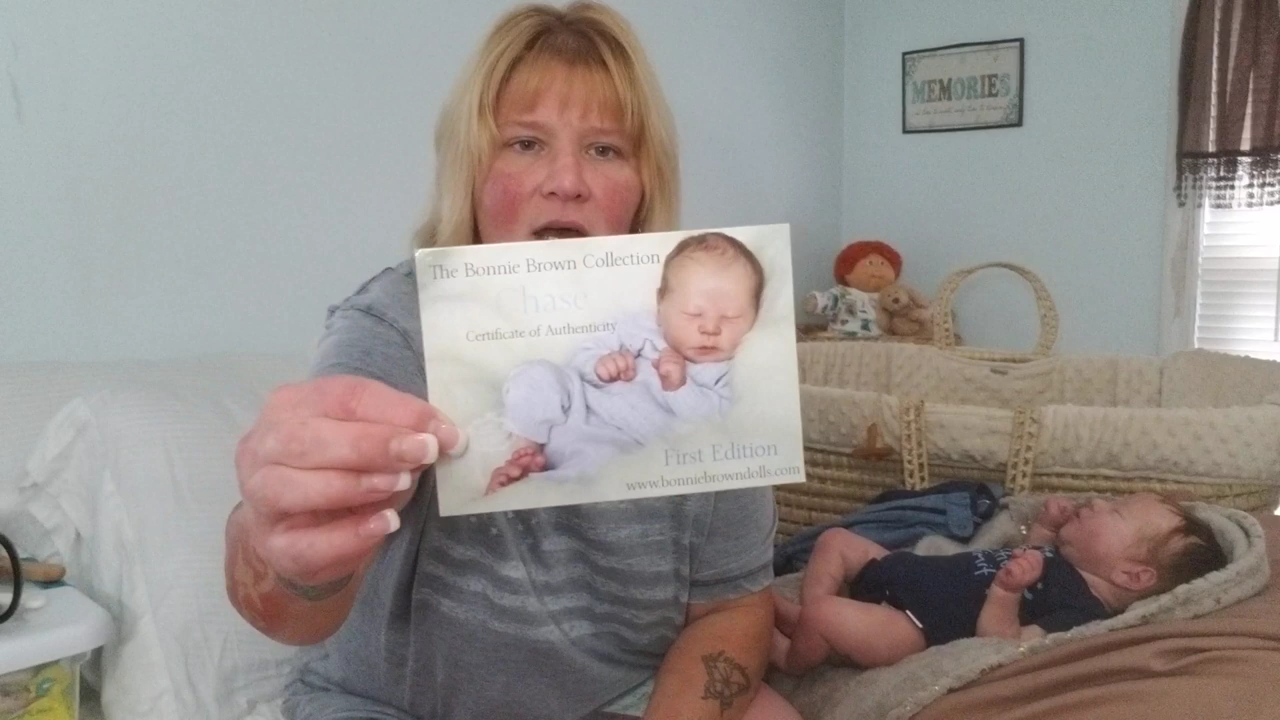 MEMORIES
The Bonnie Brown Collection
Chase
Certificate of Authenticity
First Edition
www.bonniebrowndolls.com